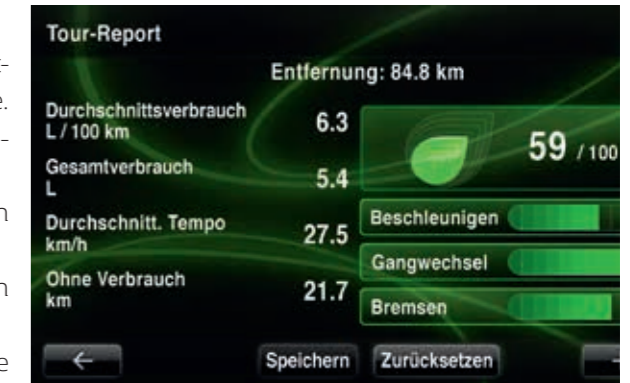 Tour-Report
Entfernung: 84.8 km
Durchschnittsverbrauch
L / 100 km
6.3
Gesamtverbrauch
L
5.4
Durchschnitt. Tempo
km/h
27.5
Ohne Verbrauch
km
21.7
59 / 100
Beschleunigen
Gangwechsel
Bremsen
Speichern
Zurücksetzen